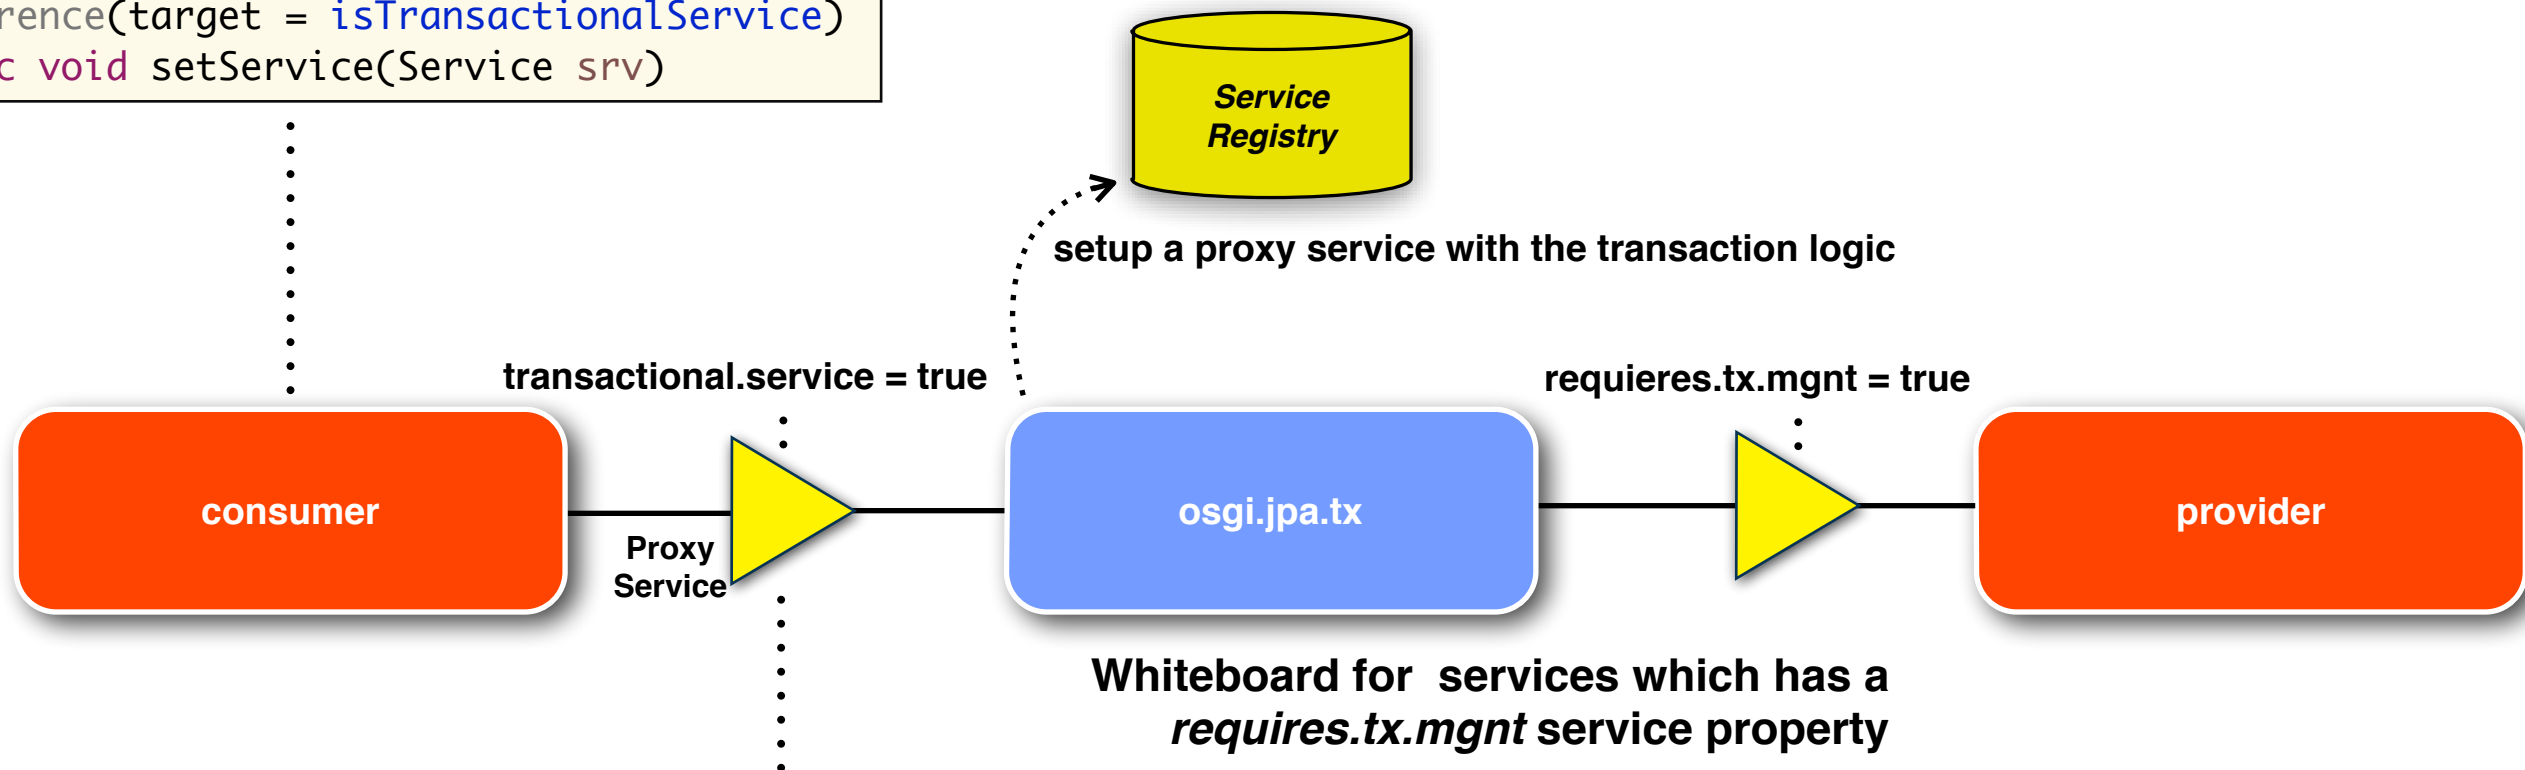 rence(target = isTransactionalService)
c void setService(Service srv)
Service
Registry
setup a proxy service with the transaction logic
transactional.service = true
requieres.tx.mgnt = true
consumer
Proxy
Service
osgi.jpa.tx
provider
Whiteboard for services which has a
requires.tx.mgnt service property